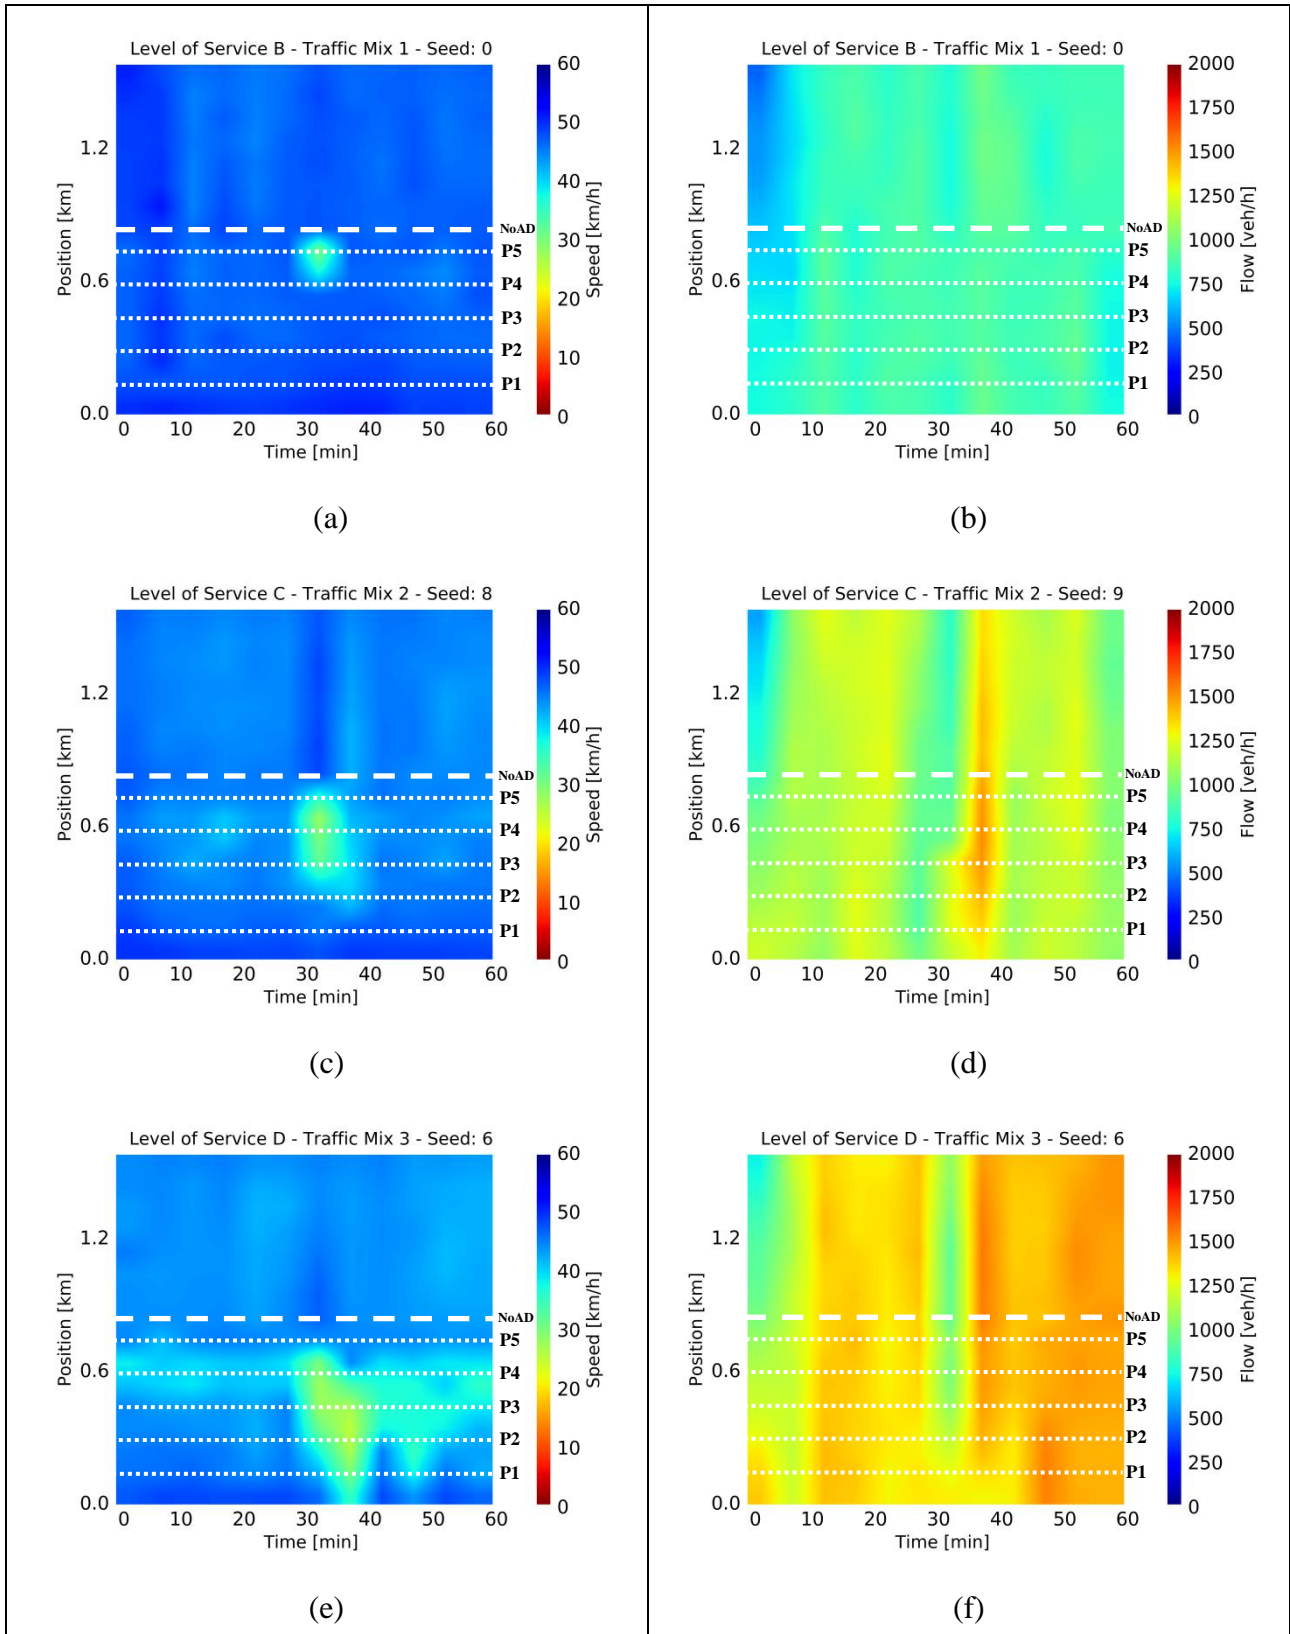 Level of Service B - Traffic Mix 1 - Seed: 0
60
50
40
30
20
10
0
Speed [km/h]
1.2
0.6
0.0
Position [km]
NoAD
P5
P4
P3
P2
P1
0 10 20 30 40 50 60
Time [min]
(a)
Level of Service B - Traffic Mix 1 - Seed: 0
2000
1750
1500
1250
1000
750
500
250
0
Flow [veh/h]
1.2
0.6
0.0
Position [km]
NoAD
P5
P4
P3
P2
P1
0 10 20 30 40 50 60
Time [min]
(b)
Level of Service C - Traffic Mix 2 - Seed: 8
60
50
40
30
20
10
0
Speed [km/h]
1.2
0.6
0.0
Position [km]
NoAD
P5
P4
P3
P2
P1
0 10 20 30 40 50 60
Time [min]
(c)
Level of Service C - Traffic Mix 2 - Seed: 9
2000
1750
1500
1250
1000
750
500
250
0
Flow [veh/h]
1.2
0.6
0.0
Position [km]
NoAD
P5
P4
P3
P2
P1
0 10 20 30 40 50 60
Time [min]
(d)
Level of Service D - Traffic Mix 3 - Seed: 6
60
50
40
30
20
10
0
Speed [km/h]
1.2
0.6
0.0
Position [km]
NoAD
P5
P4
P3
P2
P1
0 10 20 30 40 50 60
Time [min]
(e)
Level of Service D - Traffic Mix 3 - Seed: 6
2000
1750
1500
1250
1000
750
500
250
0
Flow [veh/h]
1.2
0.6
0.0
Position [km]
NoAD
P5
P4
P3
P2
P1
0 10 20 30 40 50 60
Time [min]
(f)